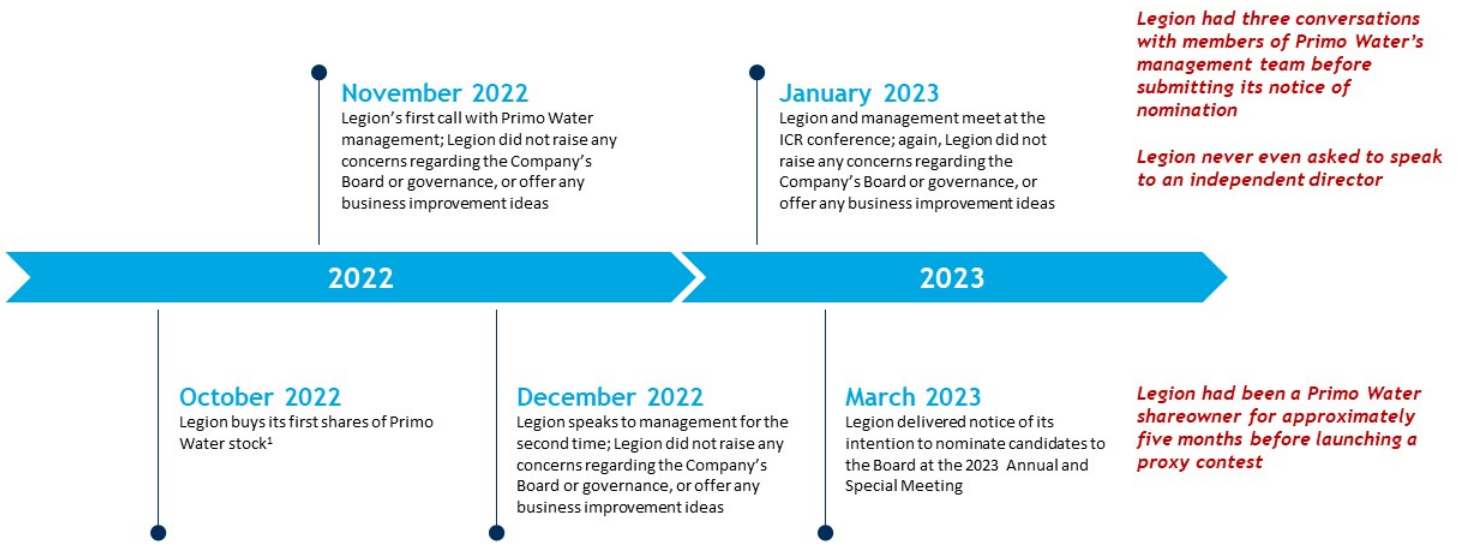 November 2022
Legion's first call with Primo Water
management; Legion did not raise any
concerns regarding the Company's
Board or governance, or offer any
business improvement ideas
January 2023
Legion and management meet at the
ICR conference; again, Legion did not
raise any concerns regarding the
Company's Board or governance, or
offer any business improvement ideas
Legion had three conversations
with members of Primo Water's
management team before
submitting its notice of
nomination
Legion never even asked to speak
to an independent director
2022
2023
October 2022
Legion buys its first shares of Primo
Water stock¹
December 2022
Legion speaks to management for the
second time; Legion did not raise any
concerns regarding the Company's
Board or governance, or offer any
business improvement ideas
March 2023
Legion delivered notice of its
intention to nominate candidates to
the Board at the 2023 Annual and
Special Meeting
Legion had been a Primo Water
shareowner for approximately
five months before launching a
proxy contest